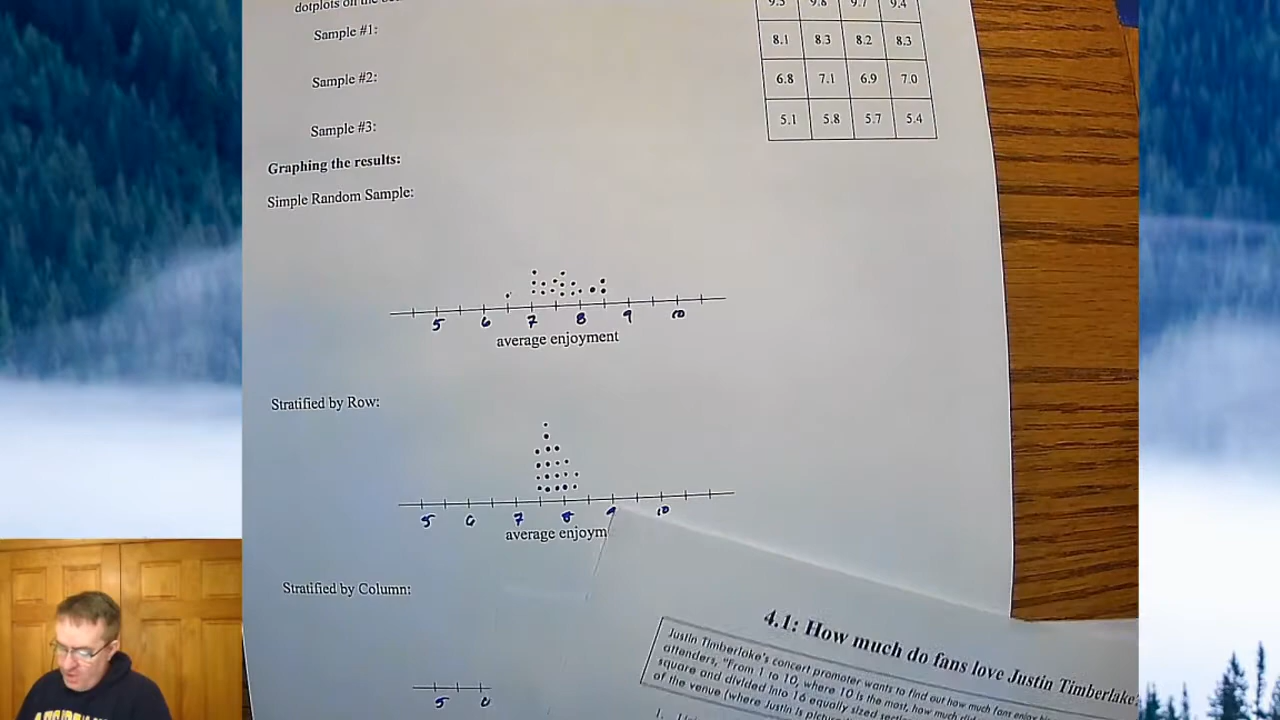 dotplots on the
9.5 9.8 9.7 9.4
Sample #1:
8.1 8.3 8.2 8.3
Sample #2:
6.8 7.1 6.9 7.0
Sample #3:
5.1 5.8 5.7 5.4
Graphing the results:
Simple Random Sample:
5 6 7 8 9 10
average enjoyment
Stratified by Row:
5 6 7 8 9 10
average enjoym
Stratified by Column:
5 6
4.1: How much do fans love Justin Timberlake
Justin Timberlake's concert promoter wants to find out how much fans enjoy
attenders, "From 1 to 10, where 10 is the most, how much did
square and divided into 16 equally sized
of the venue (where Justin is
1.